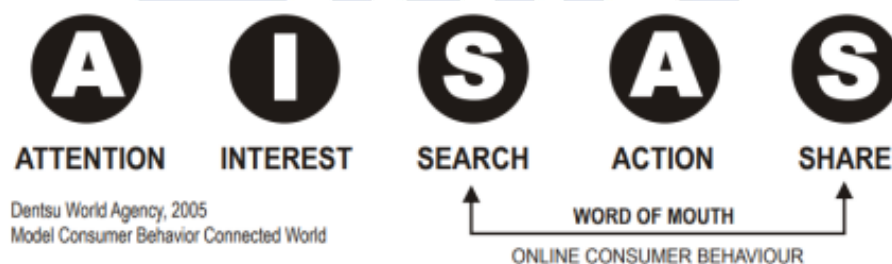 A I S A S
ATTENTION INTEREST SEARCH ACTION SHARE
Dentsu World Agency, 2005
Model Consumer Behavior Connected World
WORD OF MOUTH
ONLINE CONSUMER BEHAVIOUR